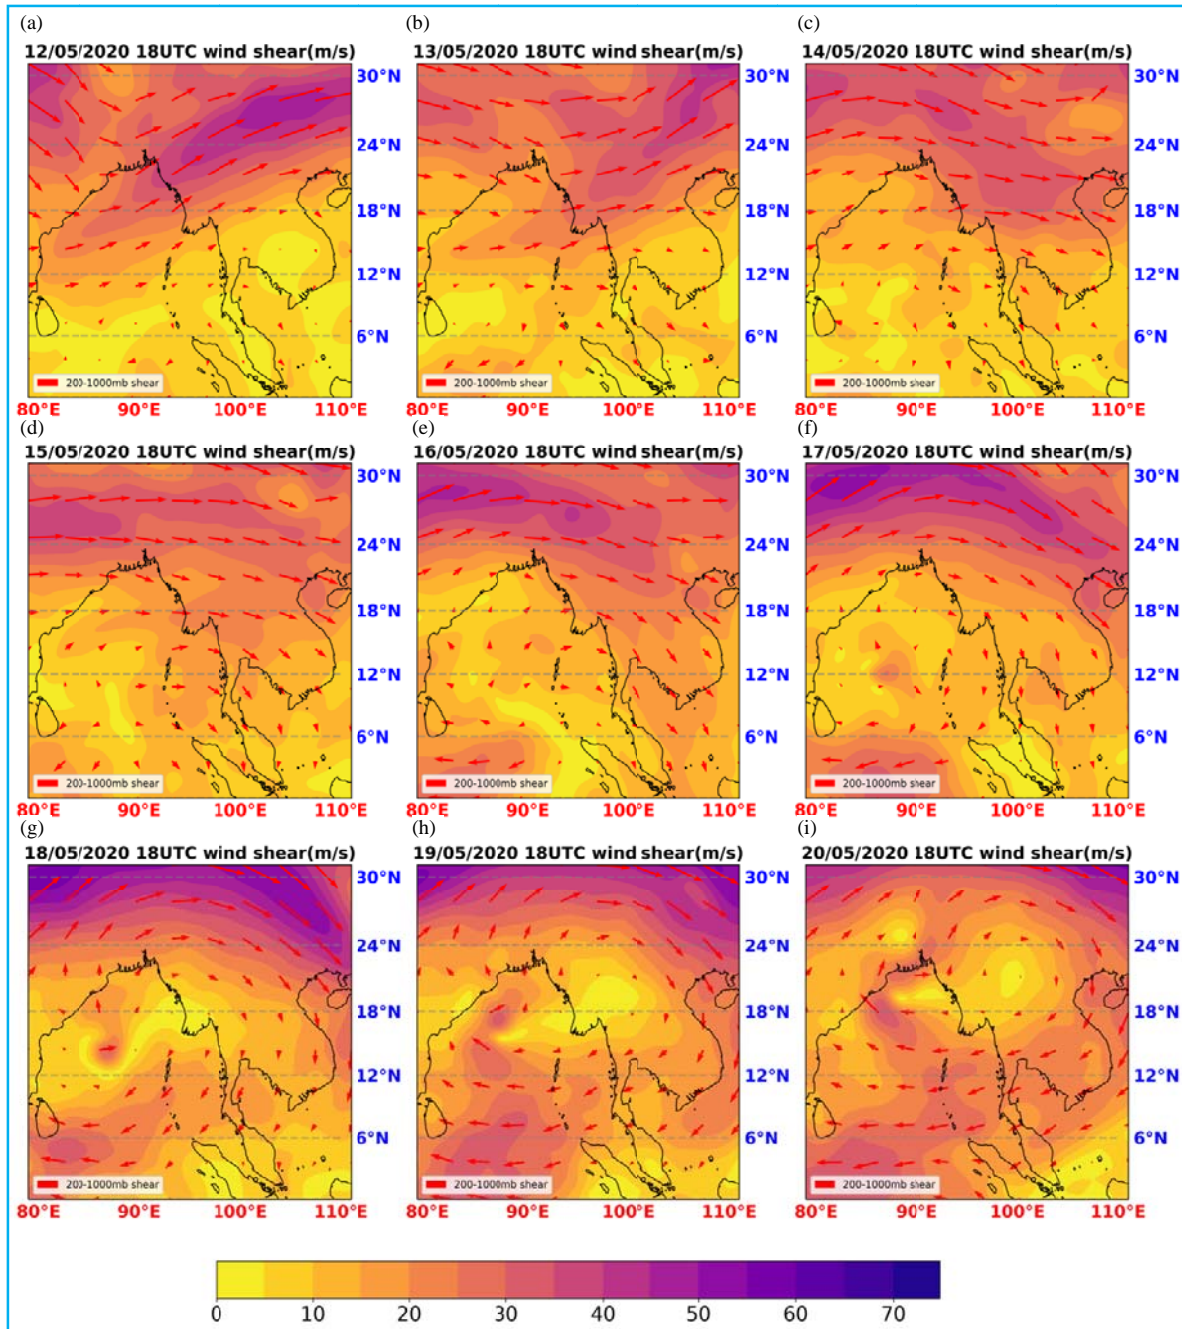 (a) (b) (c)
12/05/2020 18UTC wind shear(m/s) 13/05/2020 18UTC wind shear(m/s) 14/05/2020 18UTC wind shear(m/s)
30°N 30°N 30°N
24°N 24°N 24°N
18°N 18°N 18°N
12°N 12°N 12°N
6°N 6°N 6°N
200-1000mb shear 200-1000mb shear 200-1000mb shear
80°E 90°E 100°E 110°E 80°E 90°E 100°E 110°E 80°E 90°E 100°E 110°E
(d) (e) (f)
15/05/2020 18UTC wind shear(m/s) 16/05/2020 18UTC wind shear(m/s) 17/05/2020 18UTC wind shear(m/s)
30°N 30°N 30°N
24°N 24°N 24°N
18°N 18°N 18°N
12°N 12°N 12°N
6°N 6°N 6°N
200-1000mb shear 200-1000mb shear 200-1000mb shear
80°E 90°E 100°E 110°E 80°E 90°E 100°E 110°E 80°E 90°E 100°E 110°E
(g) (h) (i)
18/05/2020 18UTC wind shear(m/s) 19/05/2020 18UTC wind shear(m/s) 20/05/2020 18UTC wind shear(m/s)
30°N 30°N 30°N
24°N 24°N 24°N
18°N 18°N 18°N
12°N 12°N 12°N
6°N 6°N 6°N
200-1000mb shear 200-1000mb shear 200-1000mb shear
80°E 90°E 100°E 110°E 80°E 90°E 100°E 110°E 80°E 90°E 100°E 110°E
0 10 20 30 40 50 60 70